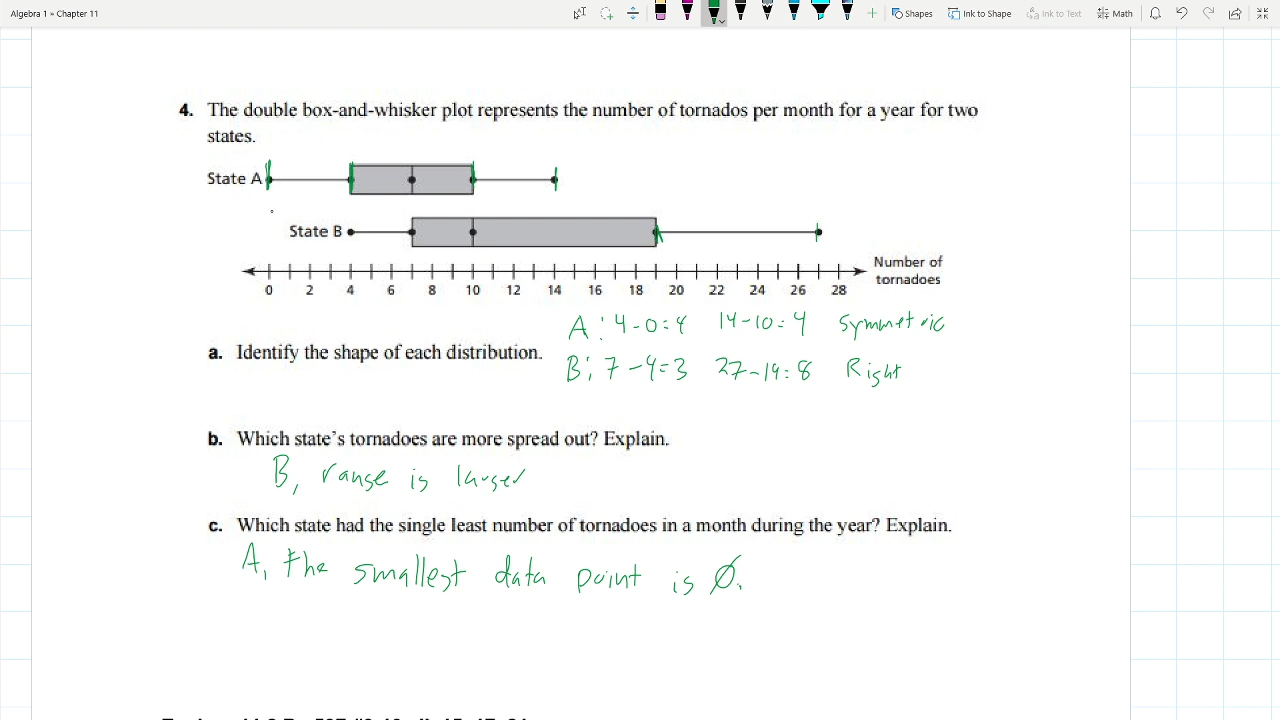 Algebra 1 » Chapter 11
Shapes
Ink to Shape
Ink to Text
Math
4. The double box-and-whisker plot represents the number of tornados per month for a year for two
states.
State A
State B
Number of
tornadoes
0 2 4 6 8 10 12 14 16 18 20 22 24 26 28
A: 4-0=4 14-10=4 Symmetric
a. Identify the shape of each distribution.
B: 7-4=3 27-19=8 Right
b. Which state's tornadoes are more spread out? Explain.
B, range is larger
c. Which state had the single least number of tornadoes in a month during the year? Explain.
A, the smallest data point is Ø.